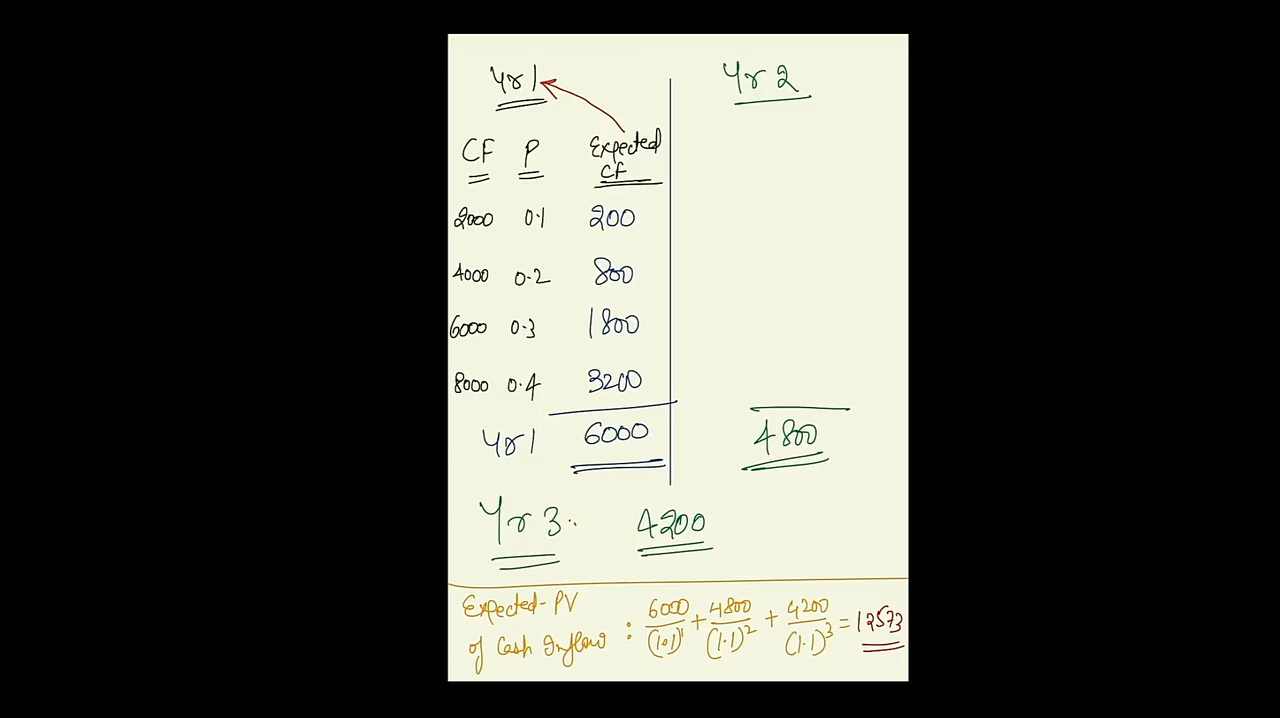 Yr 1
Yr 2
CF P Expected CF
2000 0.1 200
4000 0.2 800
6000 0.3 1800
8000 0.4 3200
Yr 1 6000
4800
Yr 3 4200
Expected PV of Cash Inflow : 6000/(1.1)^1 + 4800/(1.1)^2 + 4200/(1.1)^3 = 12573